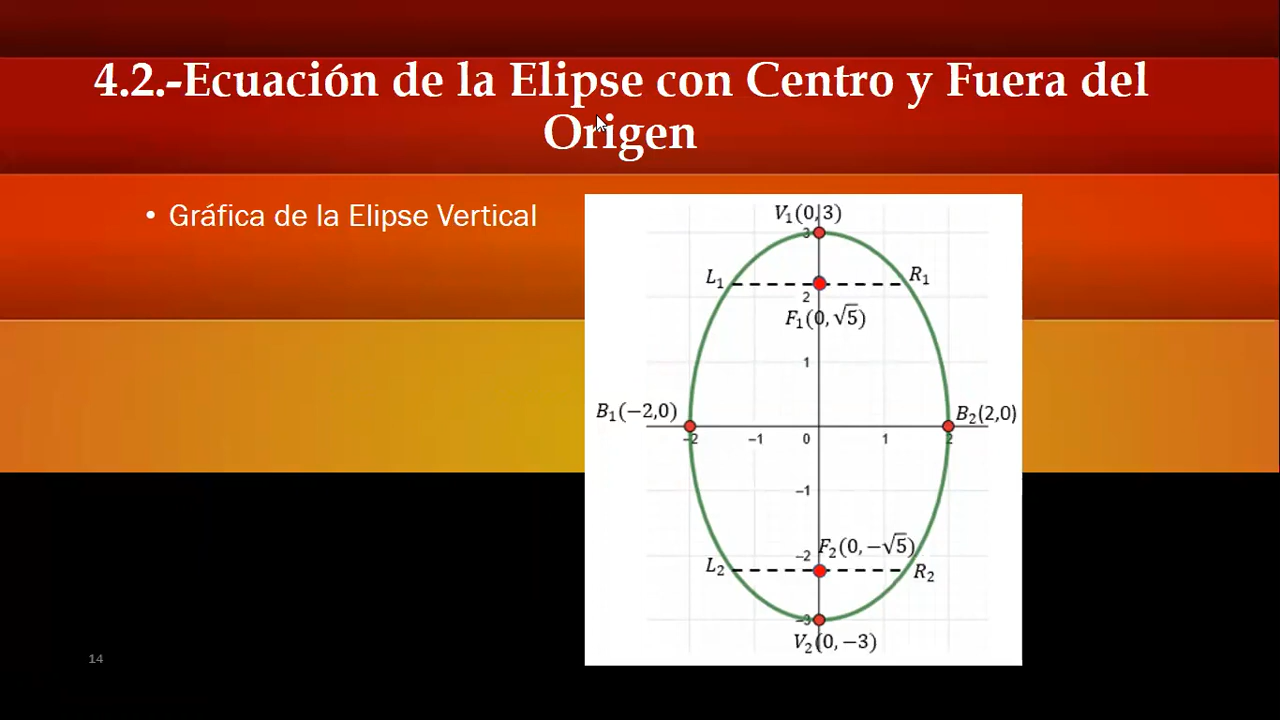 4.2.-Ecuación de la Elipse con Centro y Fuera del
Origen
• Gráfica de la Elipse Vertical
V₁(0,3)
3
L₁
R₁
2
F₁(0,√5)
1
B₁(−2,0)
B₂(2,0)
−2 −1 0 1 2
−1
F₂(0,−√5)
−2
L₂
R₂
−3
V₂(0,−3)
14